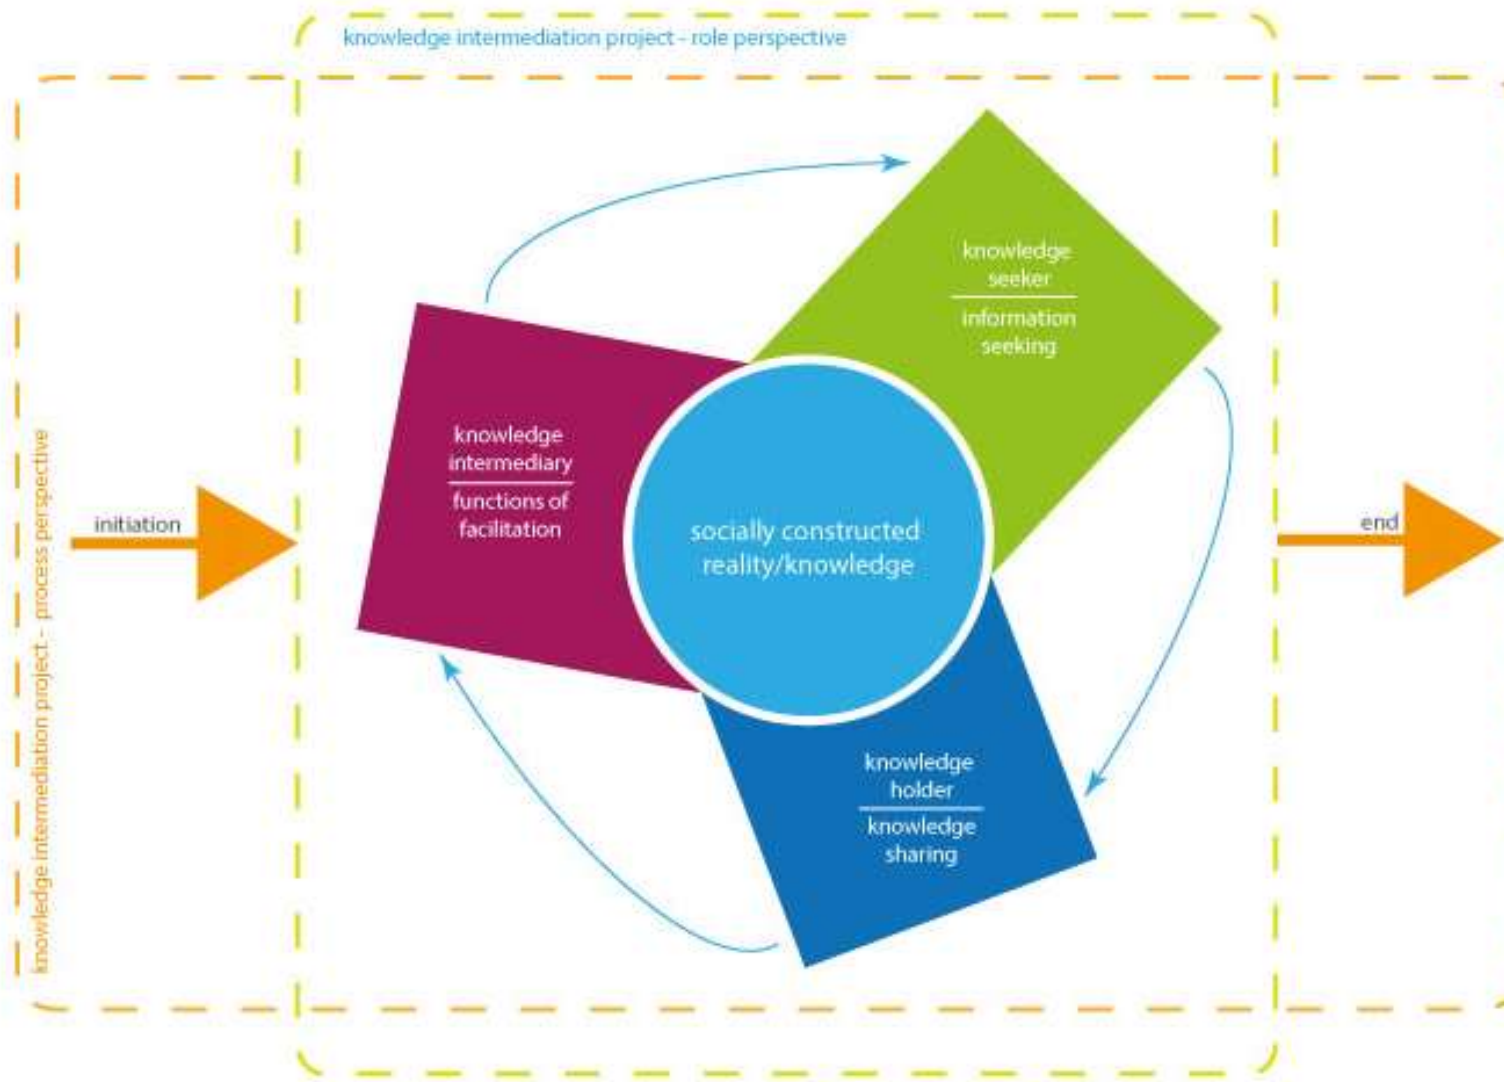 knowledge intermediation project - role perspective
knowledge intermediation project - process perspective
initiation
knowledge
intermediary
functions of
facilitation
knowledge
seeker
information
seeking
socially constructed
reality/knowledge
knowledge
holder
knowledge
sharing
end